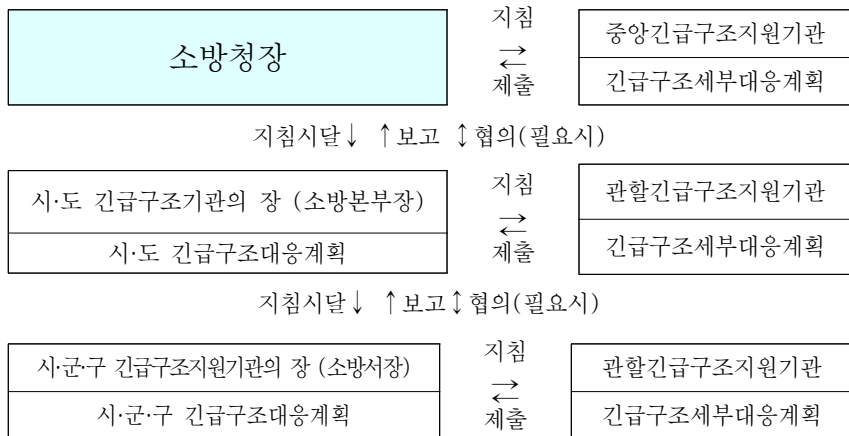 소방청장
지침
→
←
제출
중앙긴급구조지원기관
긴급구조세부대응계획
지침시달↓ ↑보고 ↕협의(필요시)
시·도 긴급구조기관의 장 (소방본부장)
시·도 긴급구조대응계획
지침
→
←
제출
관할긴급구조지원기관
긴급구조세부대응계획
지침시달↓ ↑보고↕협의(필요시)
시·군·구 긴급구조지원기관의 장 (소방서장)
시·군·구 긴급구조대응계획
지침
→
←
제출
관할긴급구조지원기관
긴급구조세부대응계획